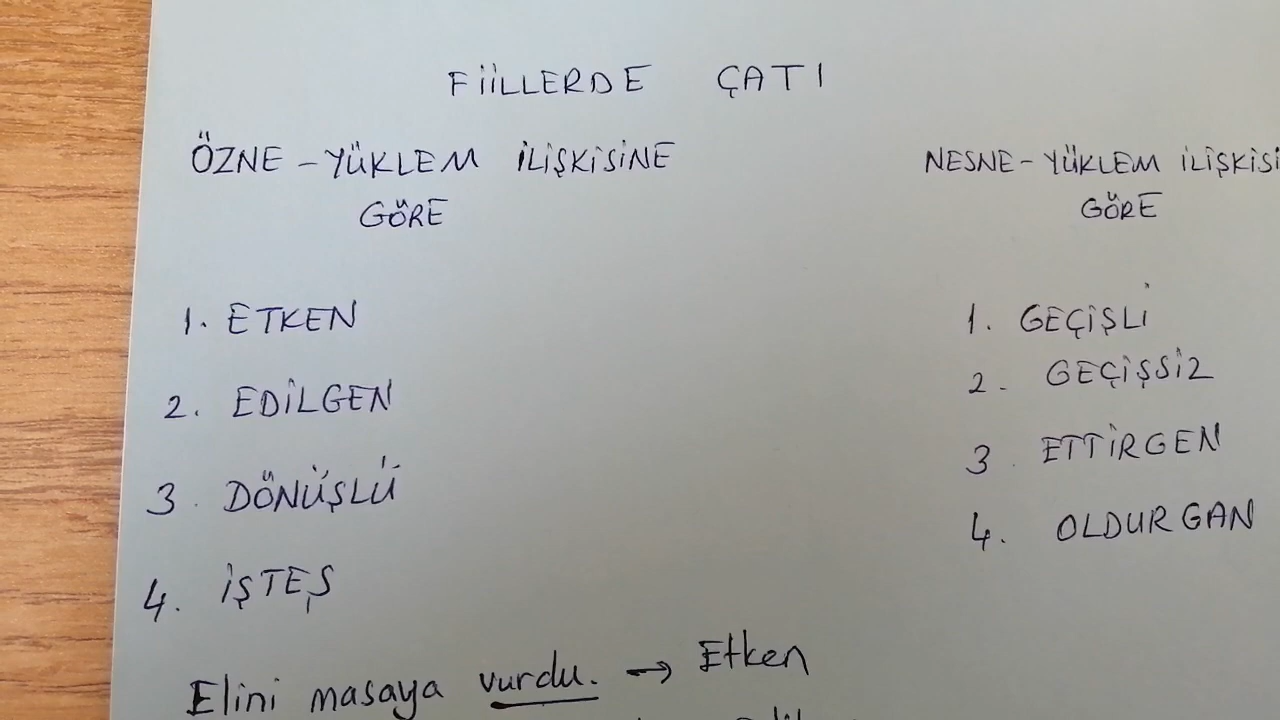 FİİLLERDE ÇATI
ÖZNE - YÜKLEM İLİŞKİSİNE
GÖRE
1. ETKEN
2. EDİLGEN
3. DÖNÜŞLÜ
4. İŞTEŞ
NESNE - YÜKLEM İLİŞKİSİ
GÖRE
1. GEÇİŞLİ
2. GEÇİŞSİZ
3. ETTİRGEN
4. OLDURGAN
Elini masaya vurdu. → Etken